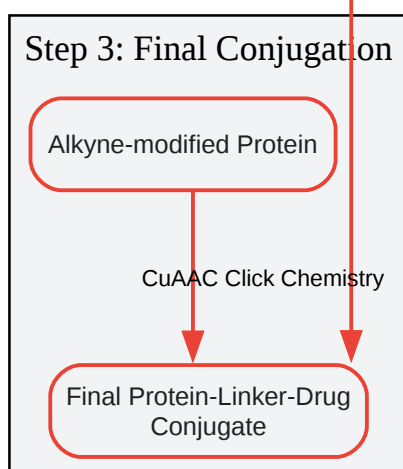 Step 3: Final Conjugation
Alkyne-modified Protein
CuAAC Click Chemistry
Final Protein-Linker-Drug
Conjugate